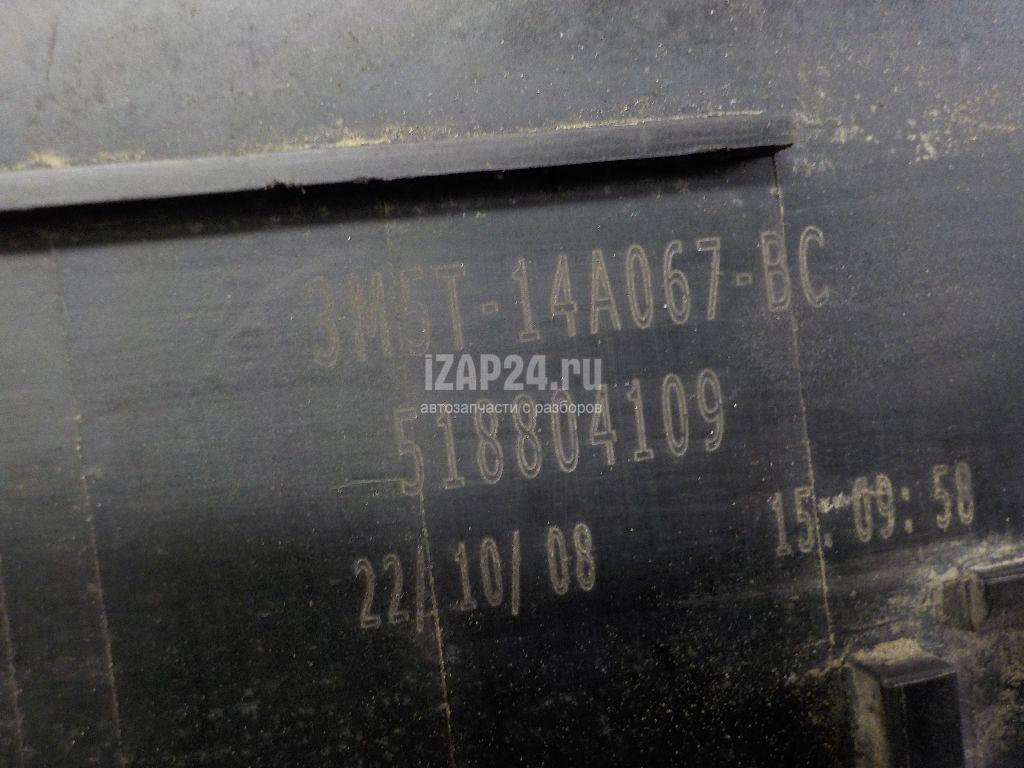 3M5T-14A067-BC
iZAP24.ru
автозапчасти с разборов
518804109
22/10/08 15:09:58